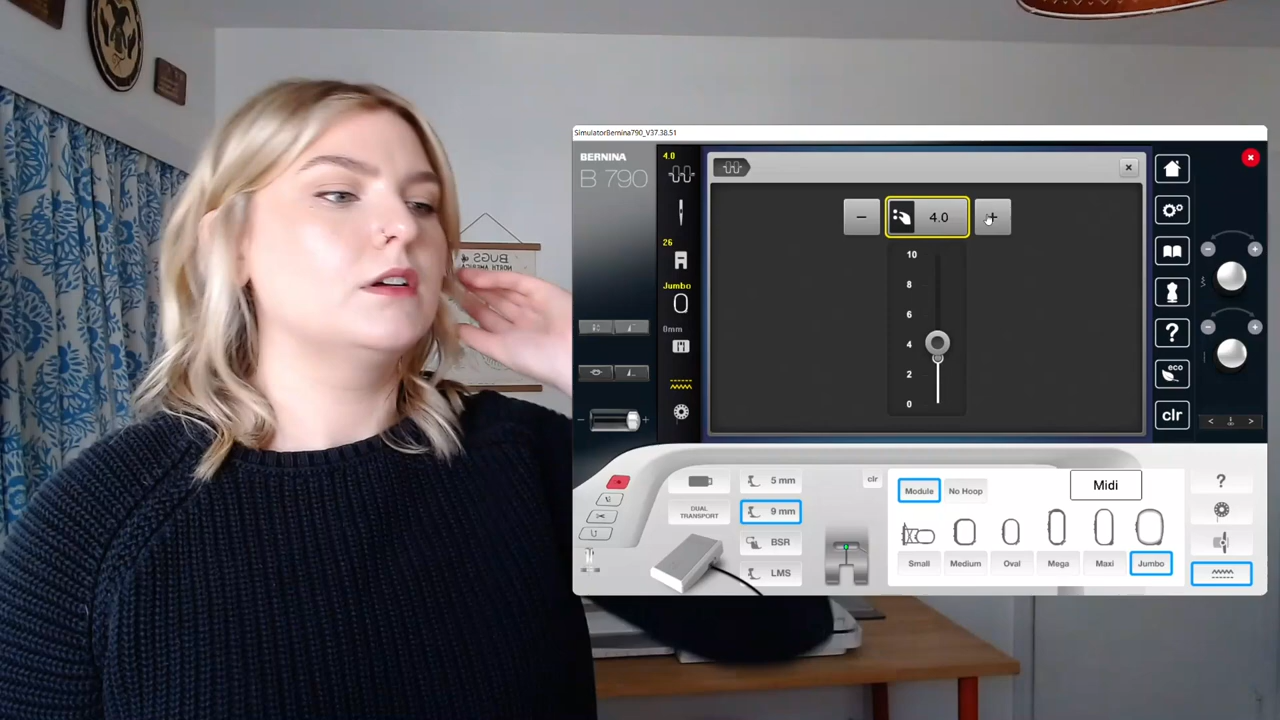 SimulatorBernina790_V37.38.51
BERNINA
B 790
4.0
26
Jumbo
0mm
4.0
10
8
6
4
2
0
eco
clr
BUGS
NORTH AMERICA
DUAL
TRANSPORT
5 mm
9 mm
BSR
LMS
clr
Module
No Hoop
Midi
Small
Medium
Oval
Mega
Maxi
Jumbo